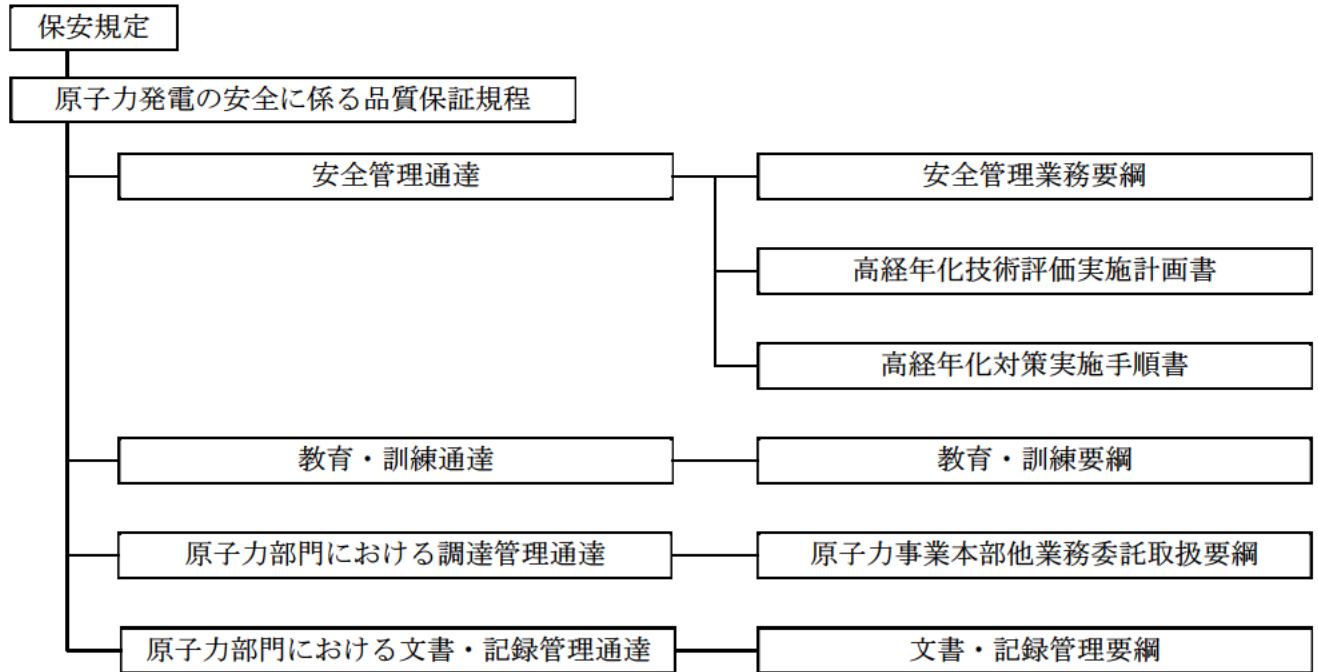 保安規定
原子力発電の安全に係る品質保証規程
安全管理通達
安全管理業務要綱
高経年化技術評価実施計画書
高経年化対策実施手順書
教育・訓練通達
教育・訓練要綱
原子力部門における調達管理通達
原子力事業本部他業務委託取扱要綱
原子力部門における文書・記録管理通達
文書・記録管理要綱